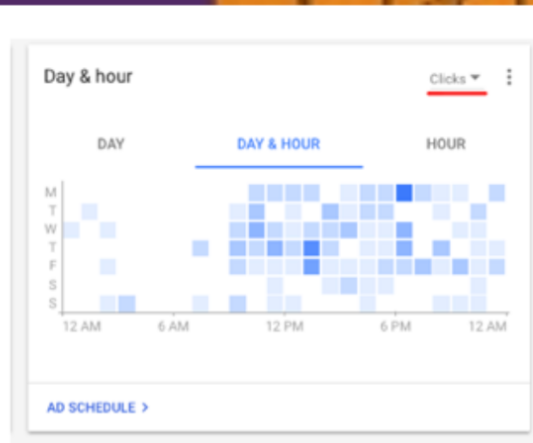 Day & hour
Clicks
DAY DAY & HOUR HOUR
M
T
W
T
F
S
S
12 AM 6 AM 12 PM 6 PM 12 AM
AD SCHEDULE